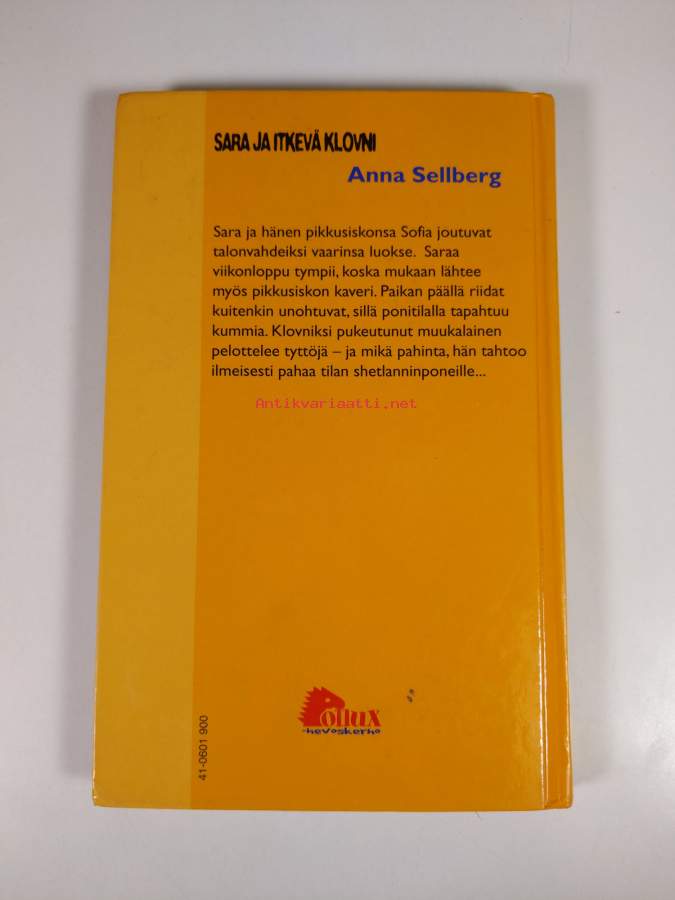 SARA JA ITKEVÄ KLOVNI
Anna Sellberg
Sara ja hänen pikkusiskonsa Sofia joutuvat
talonvahdeiksi vaarinsa luokse. Saraa
viikonloppu tympii, koska mukaan lähtee
myös pikkusiskon kaveri. Paikan päällä riidat
kuitenkin unohtuvat, sillä ponitilalla tapahtuu
kummia. Klovniksi pukeutunut muukalainen
pelottelee tyttöjä – ja mikä pahinta, hän tahtoo
ilmeisesti pahaa tilan shetlanninponeille...
Antikvariaatti.net
Pollux
-hevoskerho
41-0601 900